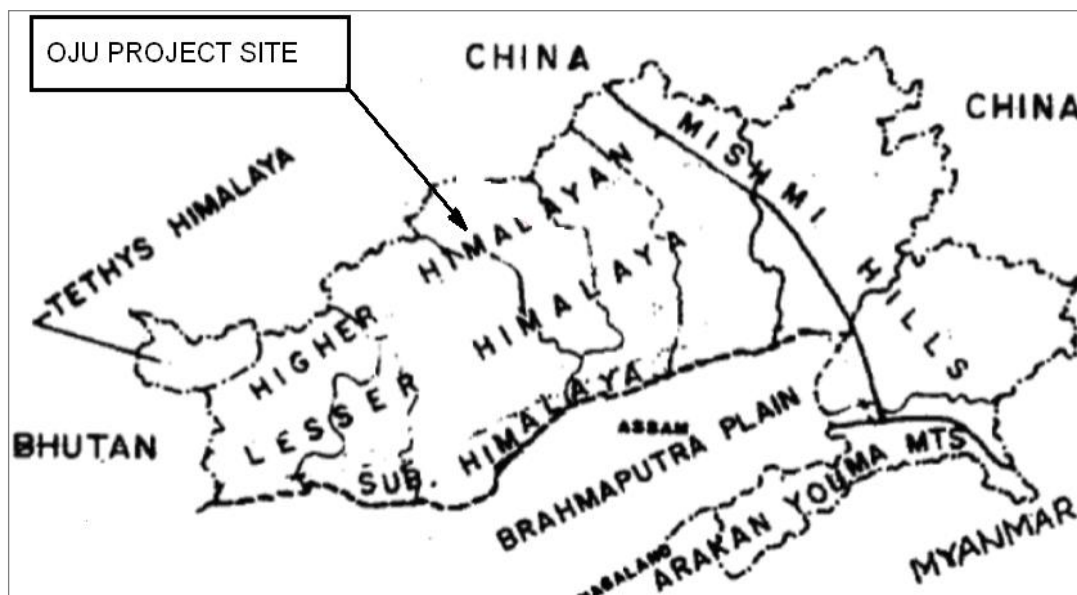 OJU PROJECT SITE
CHINA
CHINA
MISHMI HILLS
TETHYS HIMALAYA
HIGHER HIMALAYAN
LESSER HIMALAYA
SUB. HIMALAYA
BHUTAN
ASSAM
BRAHMAPUTRA PLAIN
ARAKAN YOUMA MTS
MYANMAR